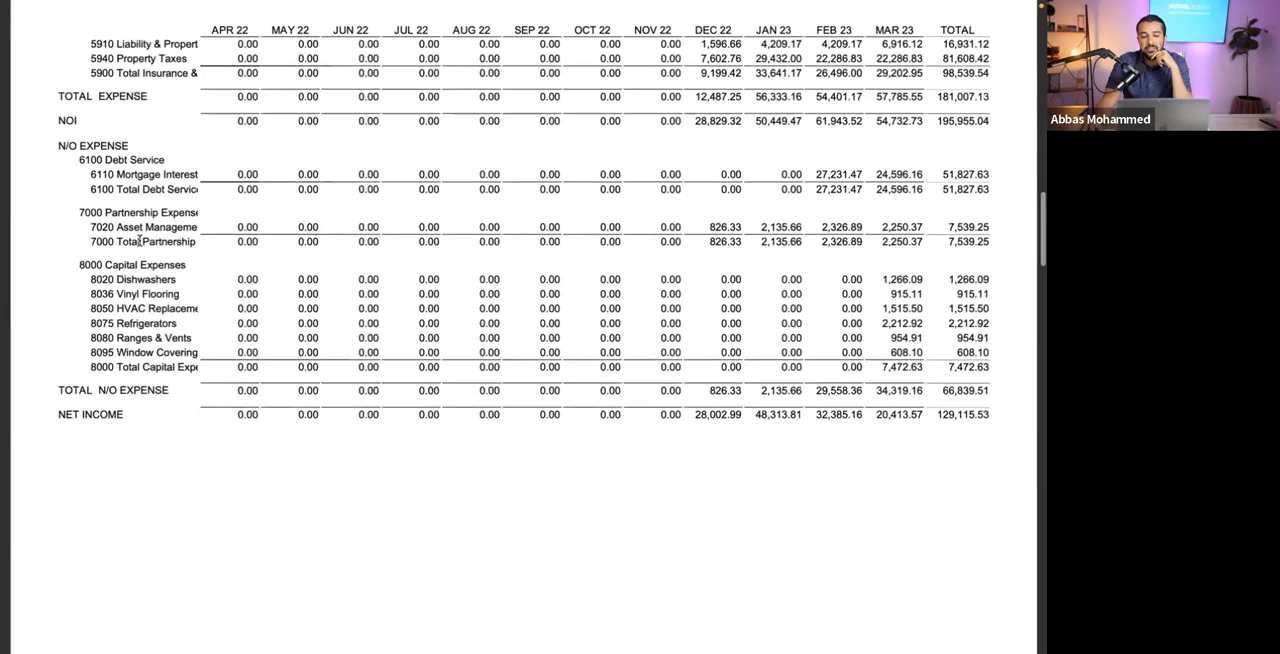 APR 22 MAY 22 JUN 22 JUL 22 AUG 22 SEP 22 OCT 22 NOV 22 DEC 22 JAN 23 FEB 23 MAR 23 TOTAL
5910 Liability & Propert 0.00 0.00 0.00 0.00 0.00 0.00 0.00 0.00 1,596.66 4,209.17 4,209.17 6,916.12 16,931.12
5940 Property Taxes 0.00 0.00 0.00 0.00 0.00 0.00 0.00 0.00 7,602.76 29,432.00 22,286.83 22,286.83 81,608.42
5900 Total Insurance & 0.00 0.00 0.00 0.00 0.00 0.00 0.00 0.00 9,199.42 33,641.17 26,496.00 29,202.95 98,539.54
TOTAL EXPENSE 0.00 0.00 0.00 0.00 0.00 0.00 0.00 0.00 12,487.25 56,333.16 54,401.17 57,785.55 181,007.13
NOI 0.00 0.00 0.00 0.00 0.00 0.00 0.00 0.00 28,829.32 50,449.47 61,943.52 54,732.73 195,955.04
N/O EXPENSE
6100 Debt Service
6110 Mortgage Interest 0.00 0.00 0.00 0.00 0.00 0.00 0.00 0.00 0.00 0.00 27,231.47 24,596.16 51,827.63
6100 Total Debt Servic 0.00 0.00 0.00 0.00 0.00 0.00 0.00 0.00 0.00 0.00 27,231.47 24,596.16 51,827.63
7000 Partnership Expense
7020 Asset Manageme 0.00 0.00 0.00 0.00 0.00 0.00 0.00 0.00 826.33 2,135.66 2,326.89 2,250.37 7,539.25
7000 Total Partnership 0.00 0.00 0.00 0.00 0.00 0.00 0.00 0.00 826.33 2,135.66 2,326.89 2,250.37 7,539.25
8000 Capital Expenses
8020 Dishwashers 0.00 0.00 0.00 0.00 0.00 0.00 0.00 0.00 0.00 0.00 0.00 1,266.09 1,266.09
8036 Vinyl Flooring 0.00 0.00 0.00 0.00 0.00 0.00 0.00 0.00 0.00 0.00 0.00 915.11 915.11
8050 HVAC Replaceme 0.00 0.00 0.00 0.00 0.00 0.00 0.00 0.00 0.00 0.00 0.00 1,515.50 1,515.50
8075 Refrigerators 0.00 0.00 0.00 0.00 0.00 0.00 0.00 0.00 0.00 0.00 0.00 2,212.92 2,212.92
8080 Ranges & Vents 0.00 0.00 0.00 0.00 0.00 0.00 0.00 0.00 0.00 0.00 0.00 954.91 954.91
8095 Window Covering 0.00 0.00 0.00 0.00 0.00 0.00 0.00 0.00 0.00 0.00 0.00 608.10 608.10
8000 Total Capital Expe 0.00 0.00 0.00 0.00 0.00 0.00 0.00 0.00 0.00 0.00 0.00 7,472.63 7,472.63
TOTAL N/O EXPENSE 0.00 0.00 0.00 0.00 0.00 0.00 0.00 0.00 826.33 2,135.66 29,558.36 34,319.16 66,839.51
NET INCOME 0.00 0.00 0.00 0.00 0.00 0.00 0.00 0.00 28,002.99 48,313.81 32,385.16 20,413.57 129,115.53
Abbas Mohammed